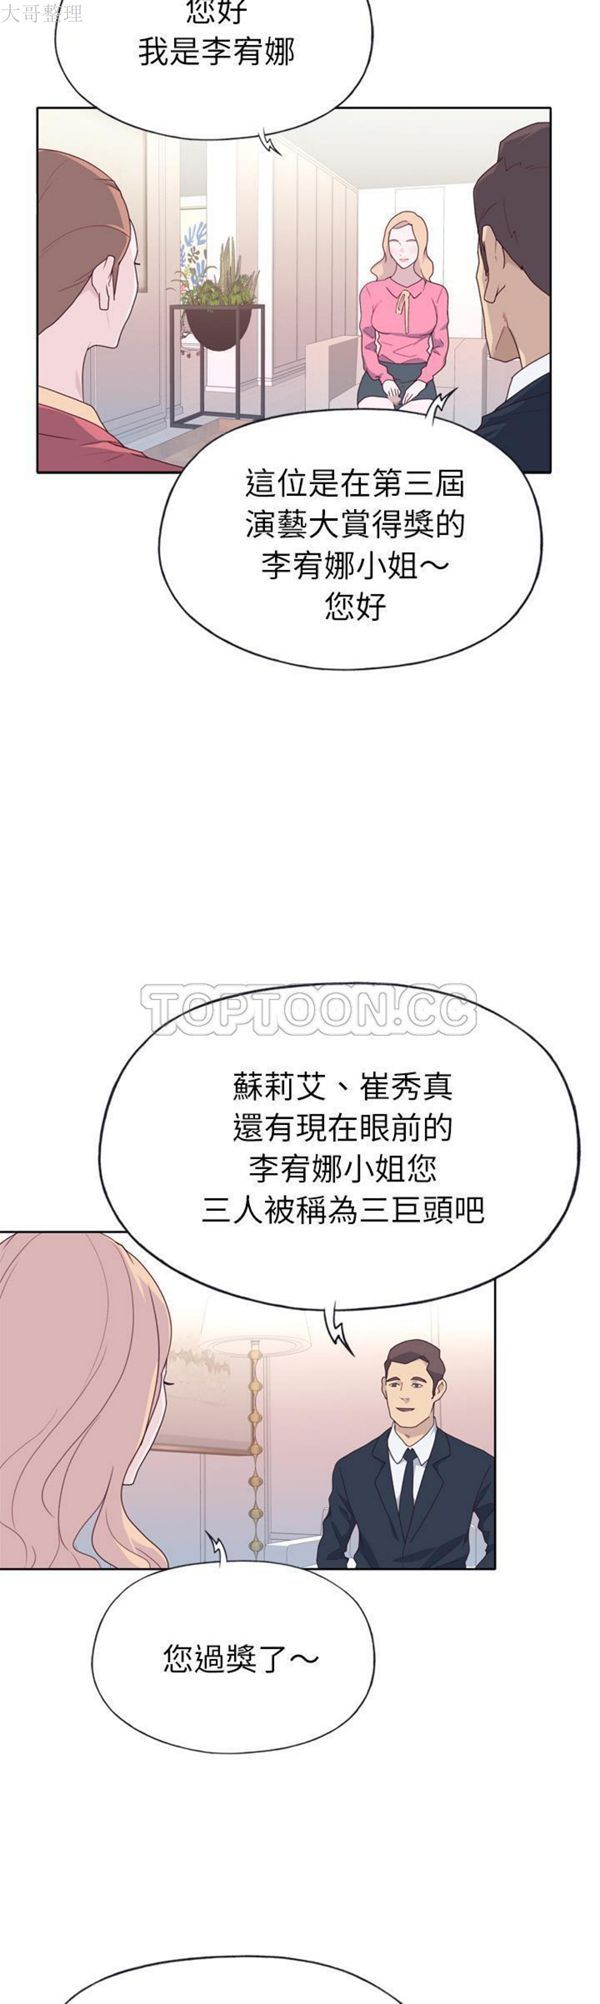 大哥整理
您好
我是李宥娜
這位是在第三屆
演藝大賞得獎的
李宥娜小姐～
您好
TOPTOON.CC
蘇莉艾、崔秀真
還有現在眼前的
李宥娜小姐您
三人被稱為三巨頭吧
您過獎了～